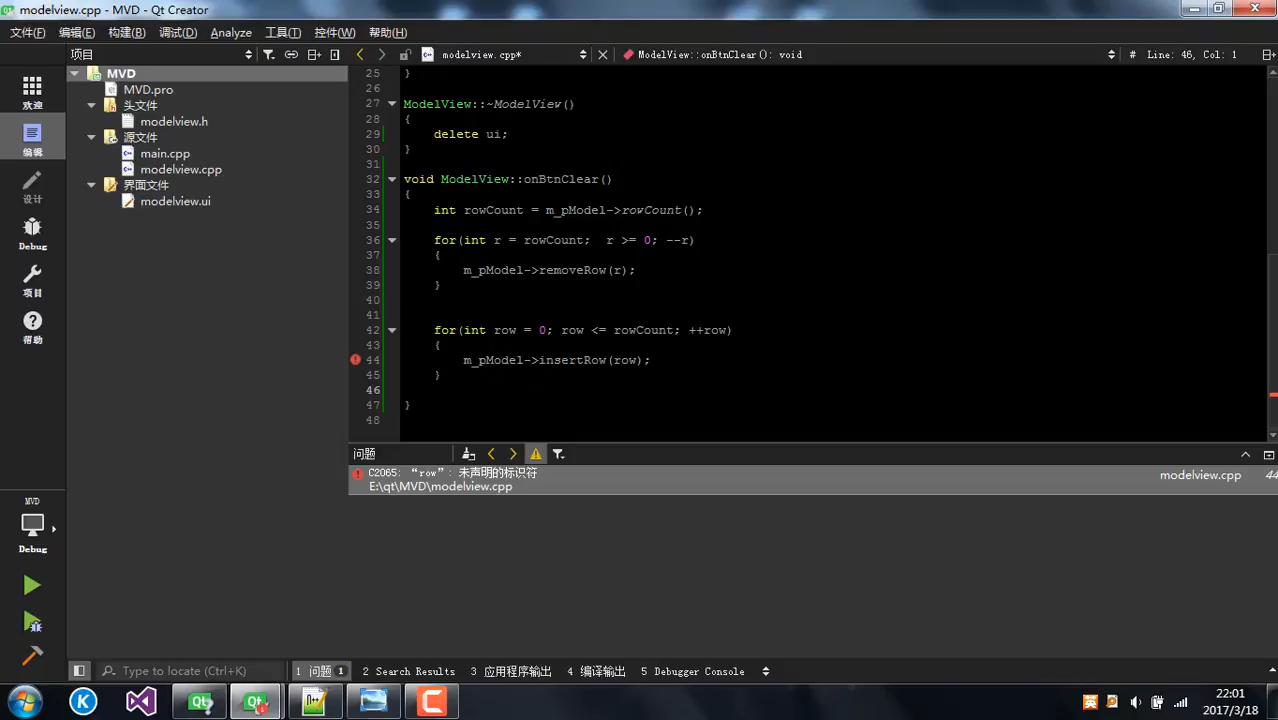 modelview.cpp - MVD - Qt Creator
文件(F) 编辑(E) 构建(B) 调试(D) Analyze 工具(T) 控件(W) 帮助(H)
项目 modelview.cpp* ModelView::onBtnClear(): void # Line: 46, Col: 1
MVD
MVD.pro
头文件
modelview.h
源文件
main.cpp
modelview.cpp
界面文件
modelview.ui
欢迎
编辑
设计
Debug
项目
帮助
MVD
Debug
25 }
26
27 ModelView::~ModelView()
28 {
29 delete ui;
30 }
31
32 void ModelView::onBtnClear()
33 {
34 int rowCount = m_pModel->rowCount();
35
36 for(int r = rowCount;  r >= 0; --r)
37 {
38 m_pModel->removeRow(r);
39 }
40
41
42 for(int row = 0; row <= rowCount; ++row)
43 {
44 m_pModel->insertRow(row);
45 }
46
47 }
48
问题
C2065: “row”: 未声明的标识符 modelview.cpp 44
E:\qt\MVD\modelview.cpp
Type to locate (Ctrl+K) 1 问题 1 2 Search Results 3 应用程序输出 4 编译输出 5 Debugger Console
22:01
2017/3/18